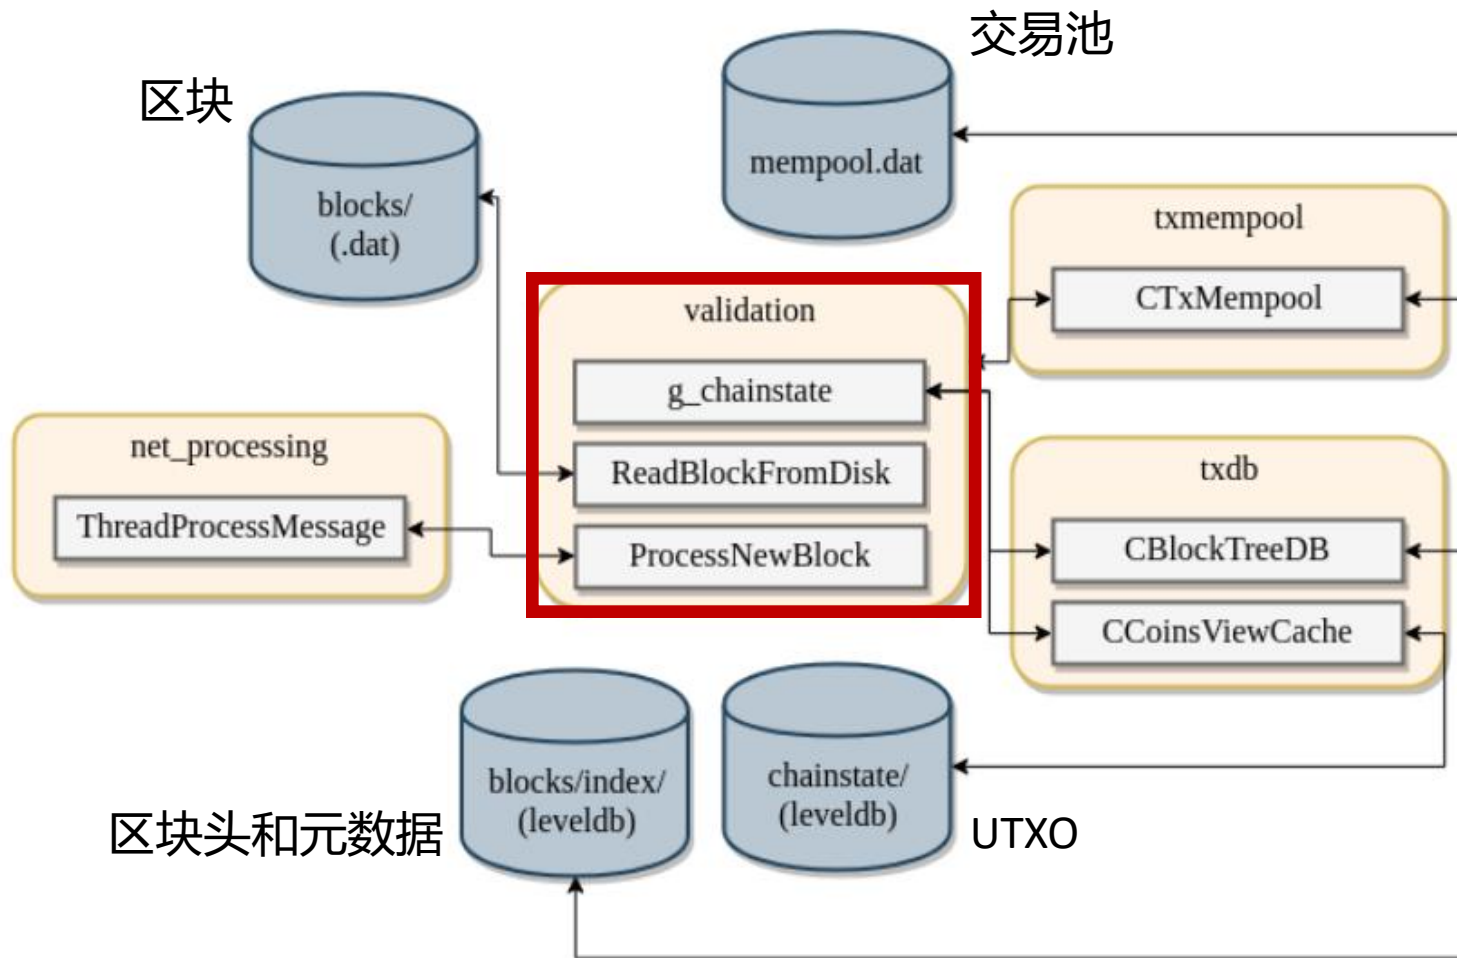 交易池
区块
mempool.dat
blocks/
(.dat)
txmempool
CTxMempool
validation
g_chainstate
ReadBlockFromDisk
ProcessNewBlock
net_processing
ThreadProcessMessage
txdb
CBlockTreeDB
CCoinsViewCache
blocks/index/
(leveldb)
chainstate/
(leveldb)
区块头和元数据
UTXO